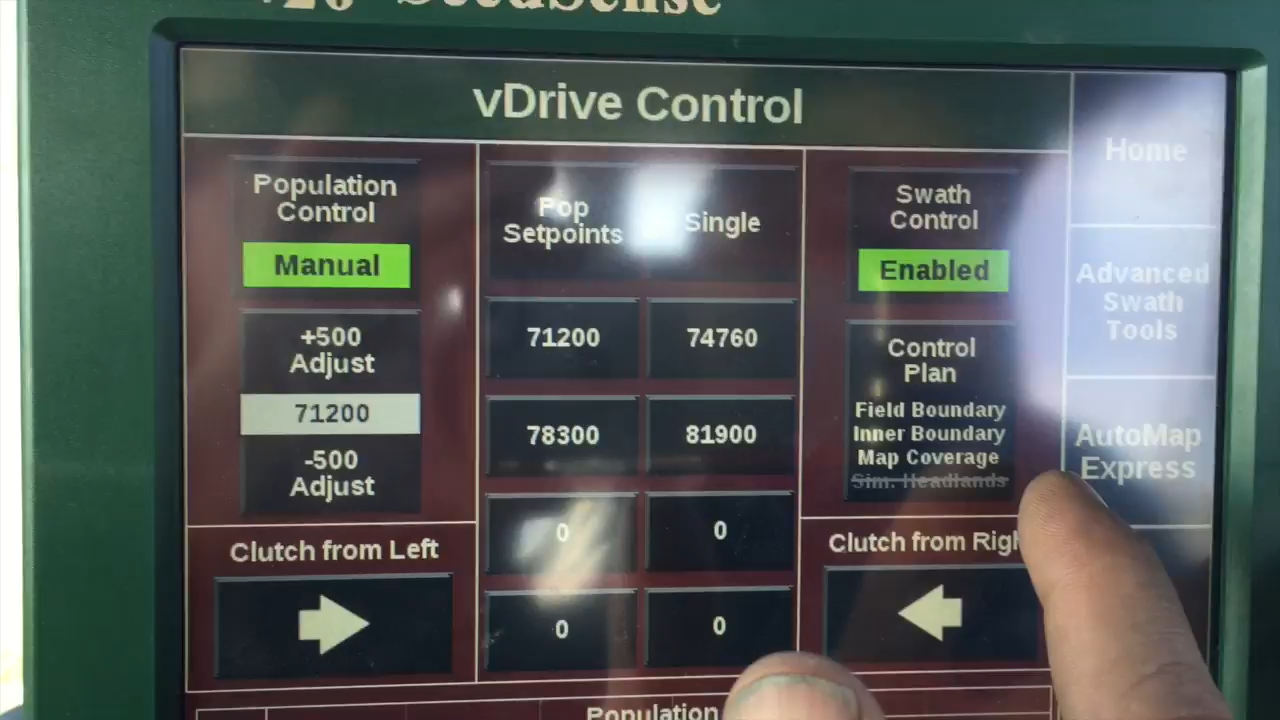 vDrive Control
Home
Population
Control
Manual
+500
Adjust
71200
-500
Adjust
Clutch from Left
Pop
Setpoints
Single
71200
74760
78300
81900
0
0
0
0
Swath
Control
Enabled
Control
Plan
Field Boundary
Inner Boundary
Map Coverage
Sim. Headlands
Clutch from Righ
Advanced
Swath
Tools
AutoMap
Express
Population